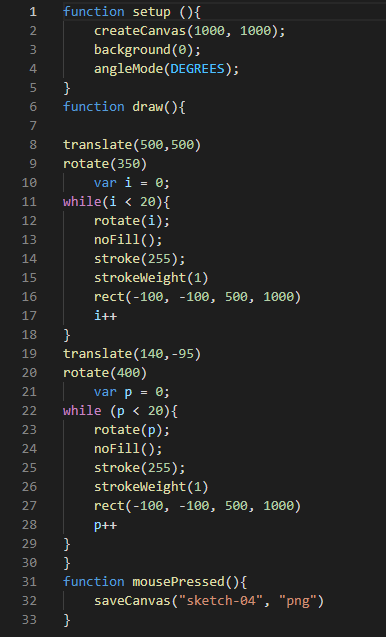 1 function setup (){
2     createCanvas(1000, 1000);
3     background(0);
4     angleMode(DEGREES);
5 }
6 function draw(){
7
8 translate(500,500)
9 rotate(350)
10     var i = 0;
11 while(i < 20){
12     rotate(i);
13     noFill();
14     stroke(255);
15     strokeWeight(1)
16     rect(-100, -100, 500, 1000)
17     i++
18 }
19 translate(140,-95)
20 rotate(400)
21     var p = 0;
22 while (p < 20){
23     rotate(p);
24     noFill();
25     stroke(255);
26     strokeWeight(1)
27     rect(-100, -100, 500, 1000)
28     p++
29 }
30 }
31 function mousePressed(){
32     saveCanvas("sketch-04", "png")
33 }